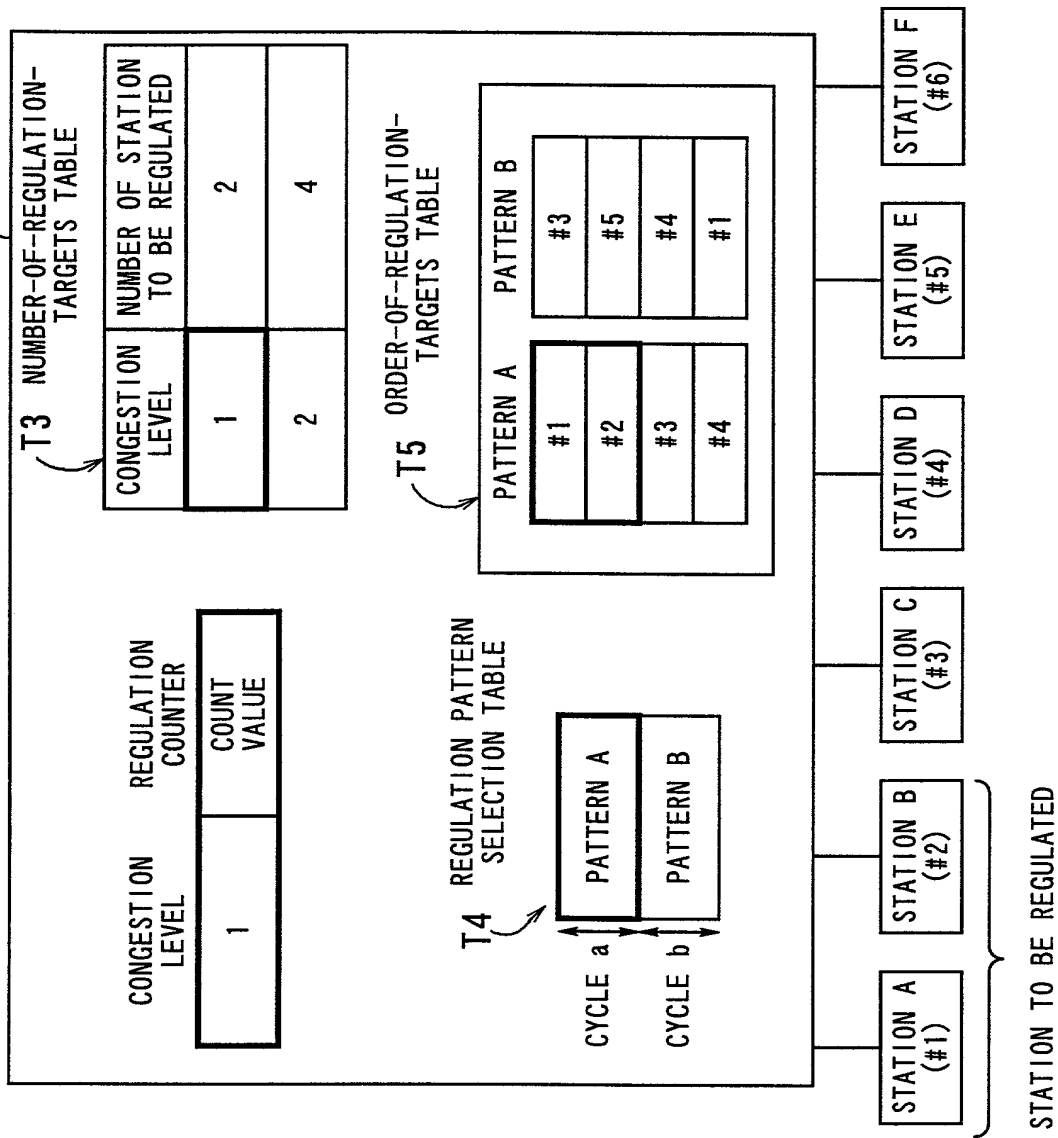 CONGESTION
LEVEL
REGULATION
COUNTER
1
COUNT
VALUE
T3
NUMBER-OF-REGULATION-
TARGETS TABLE
CONGESTION
LEVEL
NUMBER OF STATION
TO BE REGULATED
1
2
2
4
T4
REGULATION PATTERN
SELECTION TABLE
CYCLE a
PATTERN A
CYCLE b
PATTERN B
T5
ORDER-OF-REGULATION-
TARGETS TABLE
PATTERN A
PATTERN B
#1
#3
#2
#5
#3
#4
#4
#1
STATION A
(#1)
STATION B
(#2)
STATION C
(#3)
STATION D
(#4)
STATION E
(#5)
STATION F
(#6)
STATION TO BE REGULATED